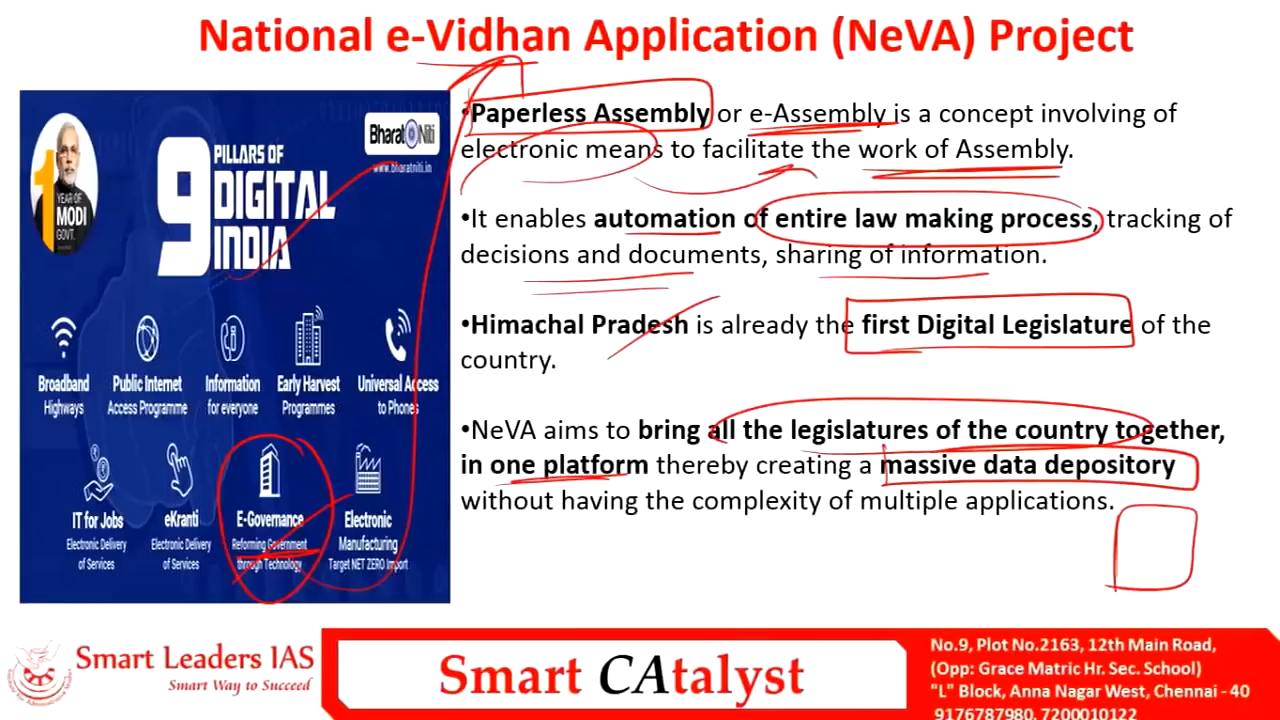 National e-Vidhan Application (NeVA) Project
1
YEAR OF
MODI
GOVT.
9
PILLARS OF
DIGITAL
INDIA
Bharat Niti
www.bharatniti.in
Broadband
Highways
Public Internet
Access Programme
Information
for everyone
Early Harvest
Programmes
Universal Access
to Phones
IT for Jobs
Electronic Delivery
of Services
eKranti
Electronic Delivery
of Services
E-Governance
Reforming Government
through Technology
Electronic
Manufacturing
Target NET ZERO Import
•Paperless Assembly or e-Assembly is a concept involving of
electronic means to facilitate the work of Assembly.
•It enables automation of entire law making process, tracking of
decisions and documents, sharing of information.
•Himachal Pradesh is already the first Digital Legislature of the
country.
•NeVA aims to bring all the legislatures of the country together,
in one platform thereby creating a massive data depository
without having the complexity of multiple applications.
Smart Leaders IAS
Smart Way to Succeed
Smart CAtalyst
No.9, Plot No.2163, 12th Main Road,
(Opp: Grace Matric Hr. Sec. School)
"L" Block, Anna Nagar West, Chennai - 40
9176787980, 7200010122